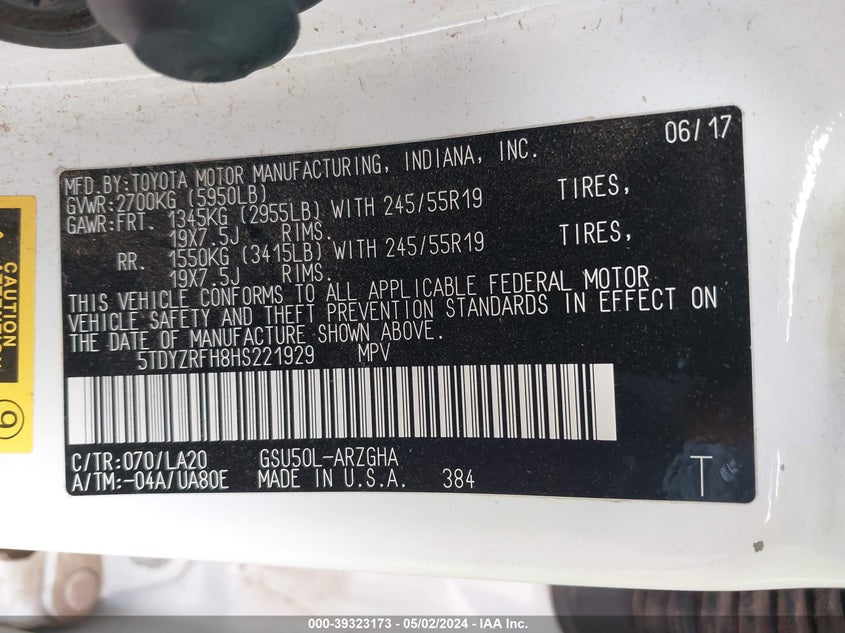 06/17
MFD.BY:TOYOTA MOTOR MANUFACTURING, INDIANA, INC.
GVWR:2700KG (5950LB)
GAWR:FRT. 1345KG (2955LB) WITH 245/55R19 TIRES,
19X7.5J RIMS.
RR. 1550KG (3415LB) WITH 245/55R19 TIRES,
19X7.5J RIMS.
THIS VEHICLE CONFORMS TO ALL APPLICABLE FEDERAL MOTOR
VEHICLE SAFETY AND THEFT PREVENTION STANDARDS IN EFFECT ON
THE DATE OF MANUFACTURE SHOWN ABOVE.
5TDYZRFH8HS221929 MPV
C/TR:070/LA20 GSU50L-ARZGHA
A/TM:-04A/UA80E MADE IN U.S.A. 384
T
CAUTION
9
000-39323173 - 05/02/2024 - IAA Inc.